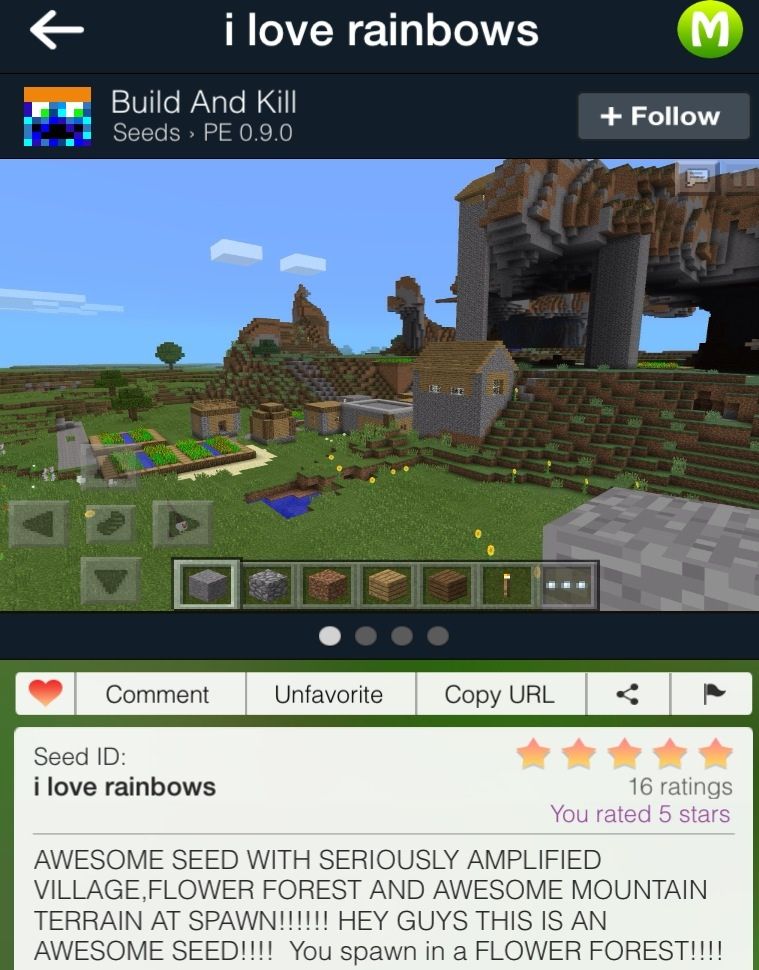 i love rainbows
M
Build And Kill
Seeds › PE 0.9.0
+ Follow
Comment
Unfavorite
Copy URL
Seed ID:
i love rainbows
16 ratings
You rated 5 stars
AWESOME SEED WITH SERIOUSLY AMPLIFIED
VILLAGE,FLOWER FOREST AND AWESOME MOUNTAIN
TERRAIN AT SPAWN!!!!!! HEY GUYS THIS IS AN
AWESOME SEED!!!!  You spawn in a FLOWER FOREST!!!!